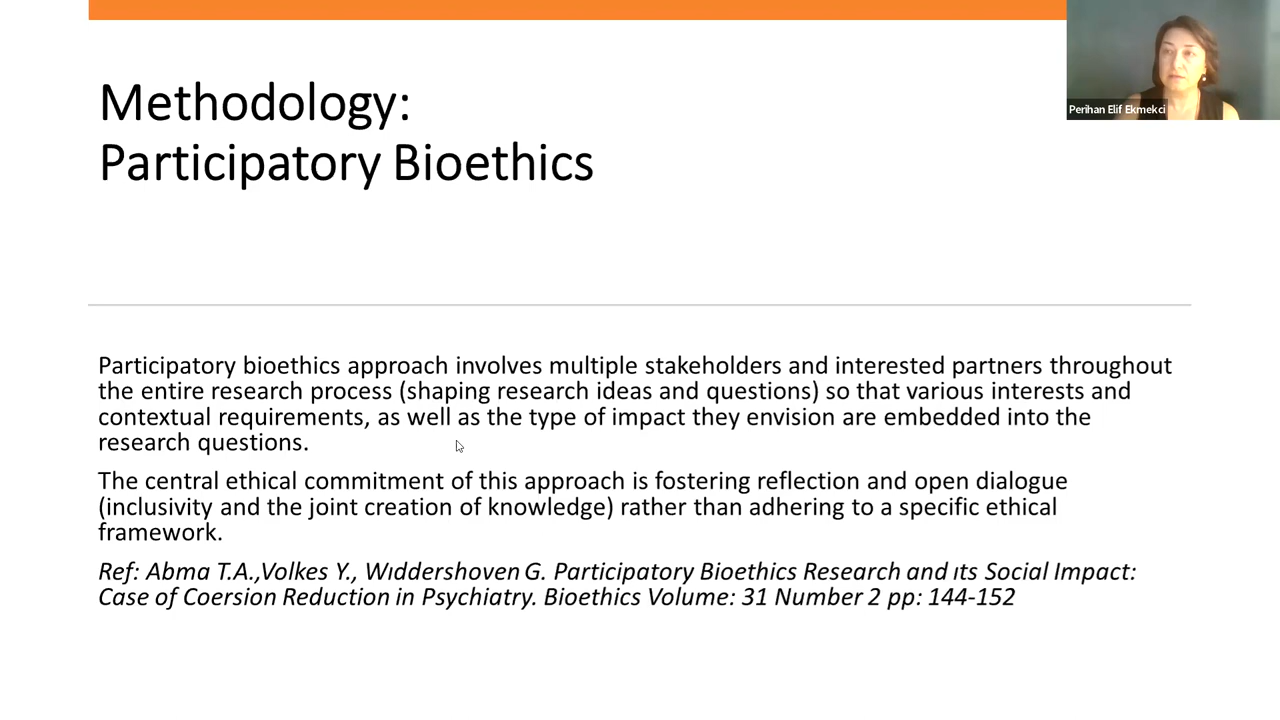 Methodology:
Participatory Bioethics
Perihan Elif Ekmekci
Participatory bioethics approach involves multiple stakeholders and interested partners throughout
the entire research process (shaping research ideas and questions) so that various interests and
contextual requirements, as well as the type of impact they envision are embedded into the
research questions.
The central ethical commitment of this approach is fostering reflection and open dialogue
(inclusivity and the joint creation of knowledge) rather than adhering to a specific ethical
framework.
Ref: Abma T.A.,Volkes Y., Wıddershoven G. Participatory Bioethics Research and ıts Social Impact:
Case of Coersion Reduction in Psychiatry. Bioethics Volume: 31 Number 2 pp: 144-152